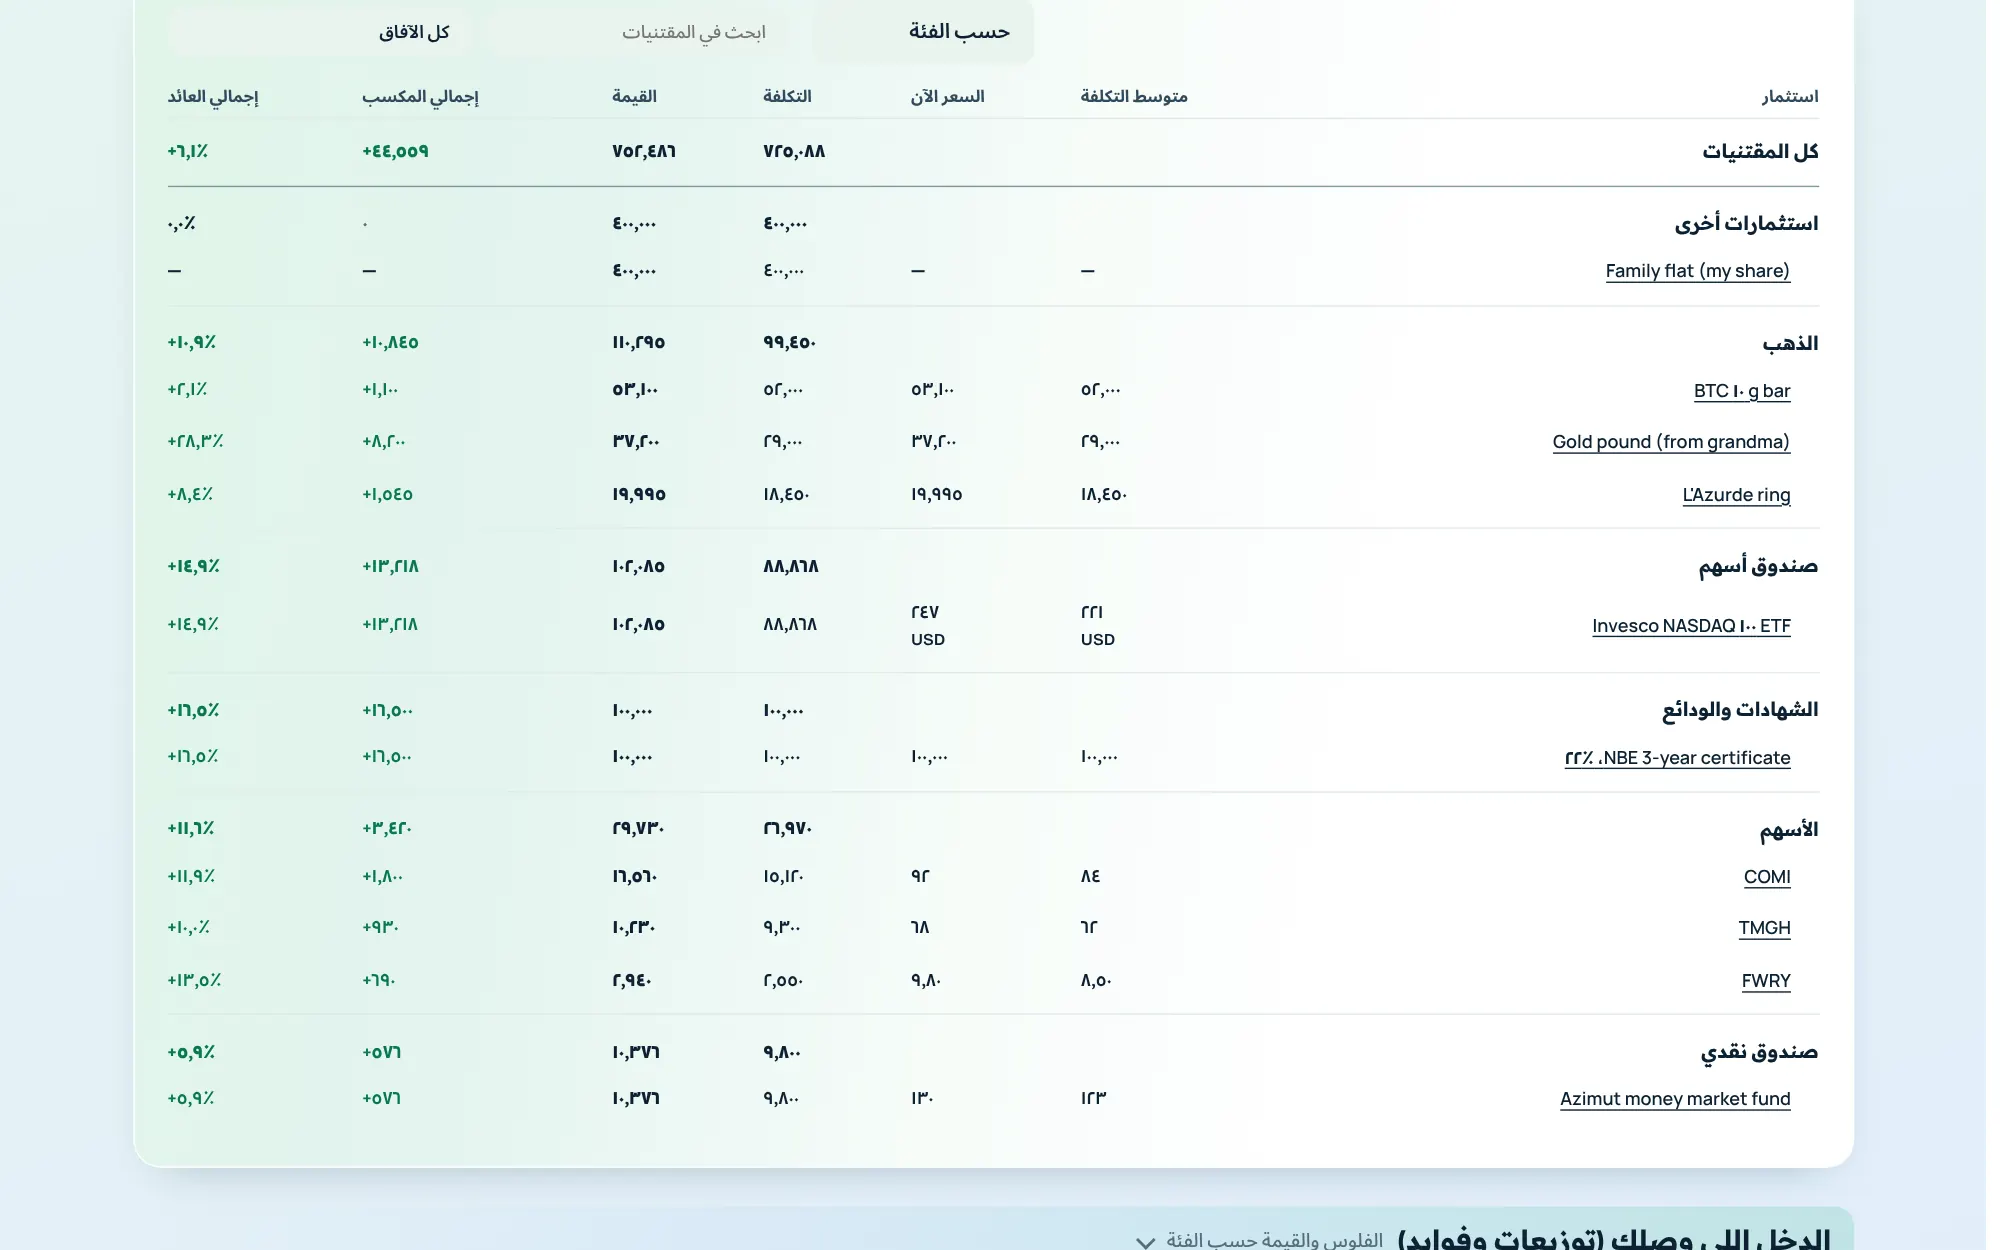 حسب الفئة ابحث في المقتنيات كل الآفاق
استثمار متوسط التكلفة السعر الآن التكلفة القيمة إجمالي المكسب إجمالي العائد
كل المقتنيات ٧٢٥,٠٨٨ ٧٥٢,٤٨٦ +٤٤,٥٥٩ +٦,١٪
استثمارات أخرى ٤٠٠,٠٠٠ ٤٠٠,٠٠٠ ٠ ٠,٠٪
Family flat (my share) — — ٤٠٠,٠٠٠ ٤٠٠,٠٠٠ — —
الذهب ٩٩,٤٥٠ ١١٠,٢٩٥ +١٠,٨٤٥ +١٠,٩٪
BTC ١٠ g bar ٥٢,٠٠٠ ٥٣,١٠٠ ٥٢,٠٠٠ ٥٣,١٠٠ +١,١٠٠ +٢,١٪
Gold pound (from grandma) ٢٩,٠٠٠ ٣٧,٢٠٠ ٢٩,٠٠٠ ٣٧,٢٠٠ +٨,٢٠٠ +٢٨,٣٪
L'Azurde ring ١٨,٤٥٠ ١٩,٩٩٥ ١٨,٤٥٠ ١٩,٩٩٥ +١,٥٤٥ +٨,٤٪
صندوق أسهم ٨٨,٨٦٨ ١٠٢,٠٨٥ +١٣,٢١٨ +١٤,٩٪
Invesco NASDAQ ١٠٠ ETF ٢٢١ USD ٢٤٧ USD ٨٨,٨٦٨ ١٠٢,٠٨٥ +١٣,٢١٨ +١٤,٩٪
الشهادات والودائع ١٠٠,٠٠٠ ١٠٠,٠٠٠ +١٦,٥٠٠ +١٦,٥٪
NBE 3-year certificate، ٢٢٪ ١٠٠,٠٠٠ ١٠٠,٠٠٠ ١٠٠,٠٠٠ ١٠٠,٠٠٠ +١٦,٥٠٠ +١٦,٥٪
الأسهم ٢٦,٩٧٠ ٢٩,٧٣٠ +٣,٤٢٠ +١١,٦٪
COMI ٨٤ ٩٢ ١٥,١٢٠ ١٦,٥٦٠ +١,٨٠٠ +١١,٩٪
TMGH ٦٢ ٦٨ ٩,٣٠٠ ١٠,٢٣٠ +٩٣٠ +١٠,٠٪
FWRY ٨,٥٠ ٩,٨٠ ٢,٥٥٠ ٢,٩٤٠ +٦٩٠ +١٣,٥٪
صندوق نقدي ٩,٨٠٠ ١٠,٣٧٦ +٥٧٦ +٥,٩٪
Azimut money market fund ١٢٣ ١٣٠ ٩,٨٠٠ ١٠,٣٧٦ +٥٧٦ +٥,٩٪
الدخل اللي وصلك (توزيعات وفوايد) الفلوس والقيمة حسب الفئة